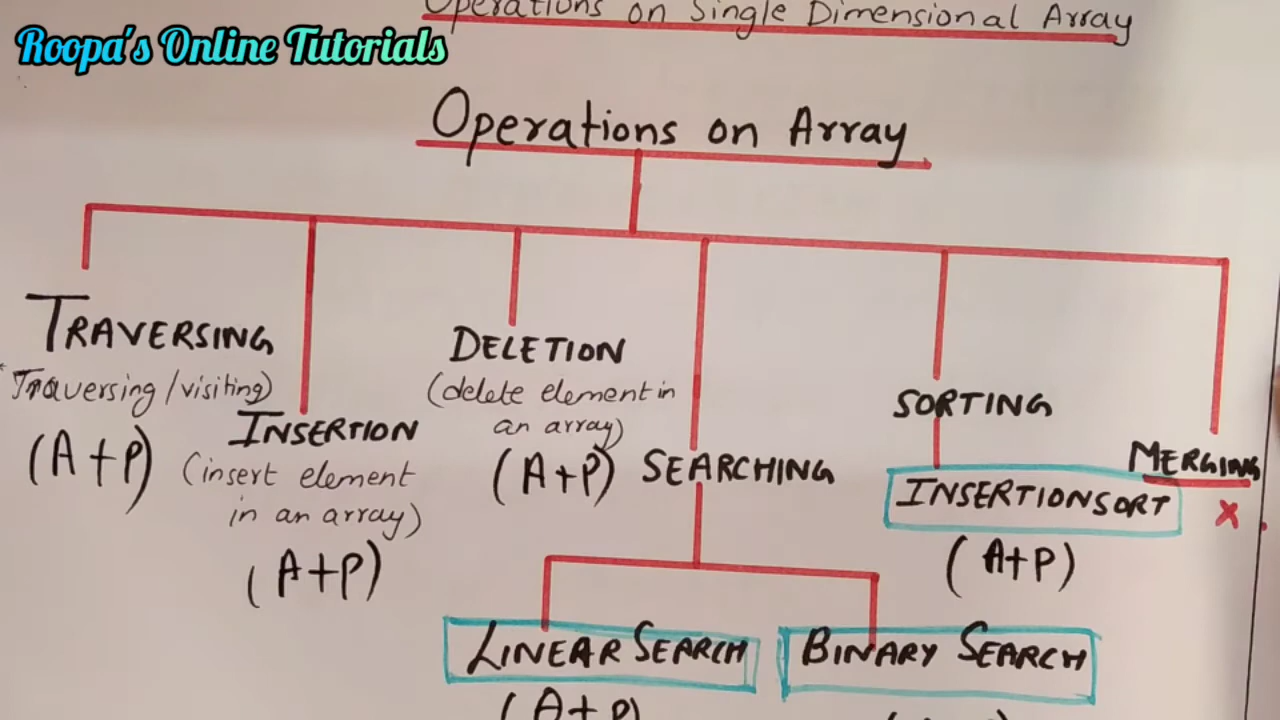 Operations on Single Dimensional Array
Roopa's Online Tutorials
Operations on Array
TRAVERSING
(Traversing/visiting)
(A+P)
INSERTION
(insert element
in an array)
(A+P)
DELETION
(delete element in
an array)
(A+P)
SEARCHING
LINEAR SEARCH
(A+P)
BINARY SEARCH
SORTING
INSERTIONSORT
(A+P)
MERGING
x